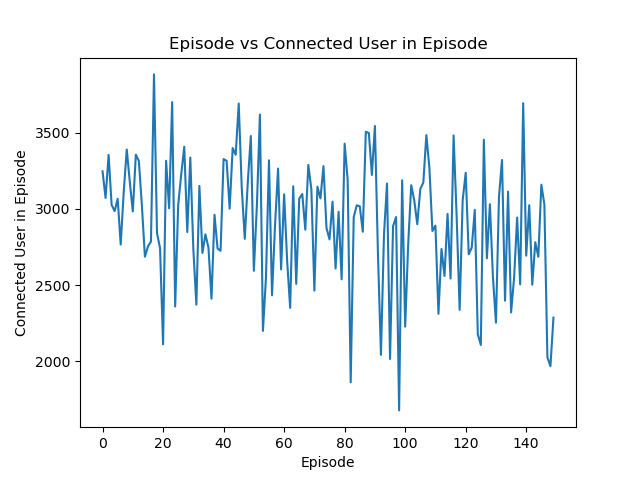 Episode vs Connected User in Episode
Connected User in Episode
3500
3000
2500
2000
0 20 40 60 80 100 120 140
Episode